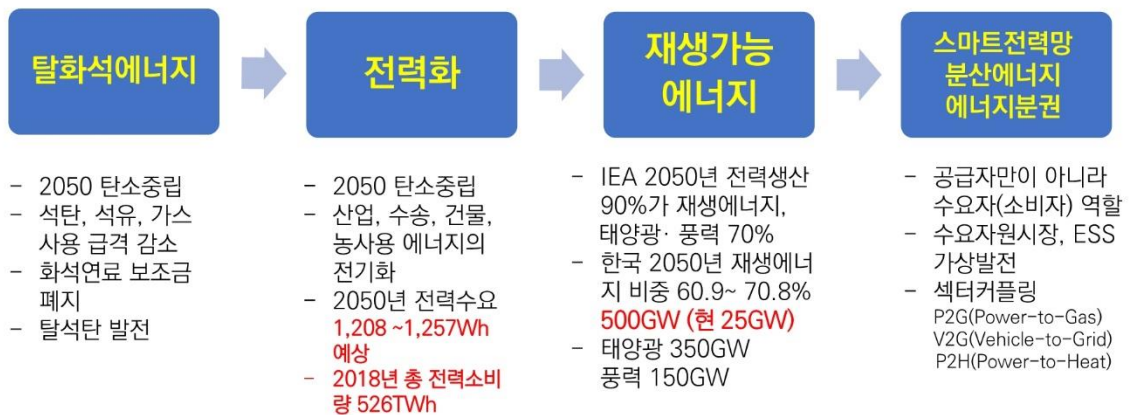 탈화석에너지
- 2050 탄소중립
- 석탄, 석유, 가스
사용 급격 감소
- 화석연료 보조금
폐지
- 탈석탄 발전
전력화
- 2050 탄소중립
- 산업, 수송, 건물,
농사용 에너지의
전기화
- 2050년 전력수요
1,208 ~1,257Wh
예상
- 2018년 총 전력소비
량 526TWh
재생가능
에너지
- IEA 2050년 전력생산
90%가 재생에너지,
태양광· 풍력 70%
- 한국 2050년 재생에너
지 비중 60.9~ 70.8%
500GW (현 25GW)
- 태양광 350GW
풍력 150GW
스마트전력망
분산에너지
에너지분권
- 공급자만이 아니라
수요자(소비자) 역할
- 수요자원시장, ESS
가상발전
- 섹터커플링
P2G(Power-to-Gas)
V2G(Vehicle-to-Grid)
P2H(Power-to-Heat)